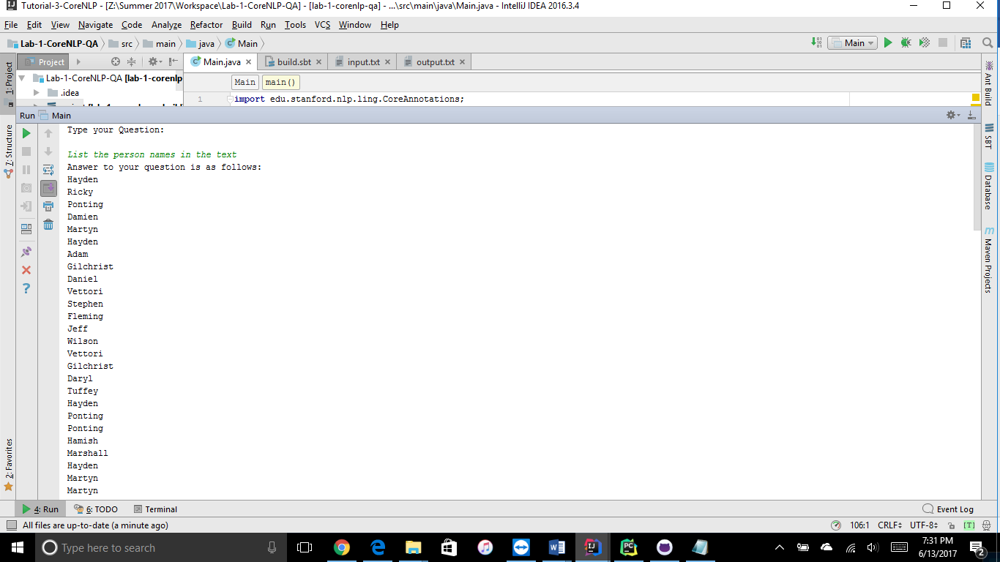 Tutorial-3-CoreNLP - [Z:\Summer 2017\Workspace\Lab-1-CoreNLP-QA] - [lab-1-corenlp-qa] - ...\src\main\java\Main.java - IntelliJ IDEA 2016.3.4
File Edit View Navigate Code Analyze Refactor Build Run Tools VCS Window Help
Lab-1-CoreNLP-QA src main java Main
Main
Project
Main.java build.sbt input.txt output.txt
Lab-1-CoreNLP-QA [lab-1-corenlp
.idea
Main main()
1 import edu.stanford.nlp.ling.CoreAnnotations;
Run Main
Type your Question:
List the person names in the text
Answer to your question is as follows:
Hayden
Ricky
Ponting
Damien
Martyn
Hayden
Adam
Gilchrist
Daniel
Vettori
Stephen
Fleming
Jeff
Wilson
Vettori
Gilchrist
Daryl
Tuffey
Hayden
Ponting
Ponting
Hamish
Marshall
Hayden
Martyn
Martyn
1: Project
7: Structure
2: Favorites
Ant Build
SBT
Database
Maven Projects
4: Run 6: TODO Terminal Event Log
All files are up-to-date (a minute ago) 106:1 CRLF UTF-8 [T]
Type here to search
7:31 PM
6/13/2017
2